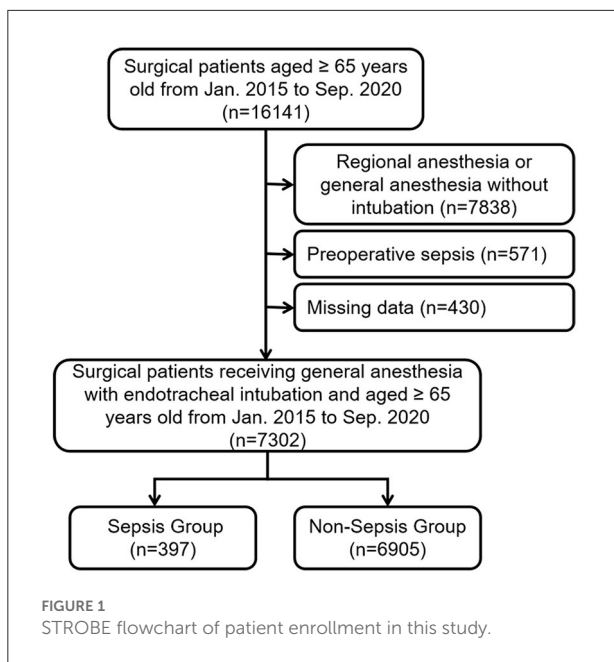 Surgical patients aged ≥ 65 years
old from Jan. 2015 to Sep. 2020
(n=16141)
Regional anesthesia or
general anesthesia without
intubation (n=7838)
Preoperative sepsis (n=571)
Missing data (n=430)
Surgical patients receiving general anesthesia
with endotracheal intubation and aged ≥ 65
years old from Jan. 2015 to Sep. 2020
(n=7302)
Sepsis Group
(n=397)
Non-Sepsis Group
(n=6905)
FIGURE 1
STROBE flowchart of patient enrollment in this study.